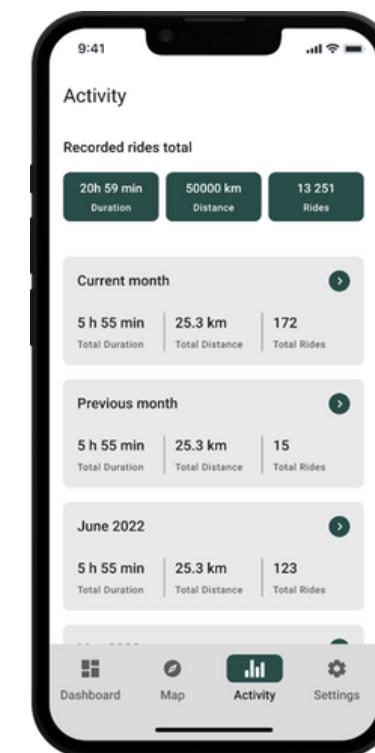 9:41
Activity
Recorded rides total
20h 59 min 50000 km 13 251
Duration Distance Rides
Current month
5 h 55 min 25.3 km 172
Total Duration Total Distance Total Rides
Previous month
5 h 55 min 25.3 km 15
Total Duration Total Distance Total Rides
June 2022
5 h 55 min 25.3 km 123
Total Duration Total Distance Total Rides
Dashboard Map Activity Settings